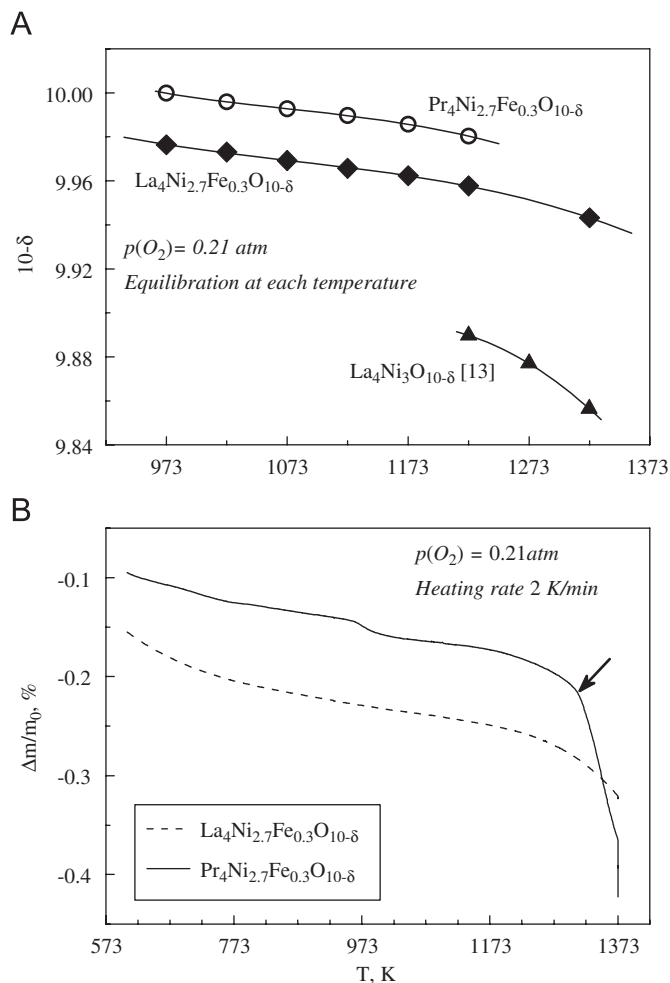 A
10.00
9.96
9.92
9.88
9.84
10-δ
Pr₄Ni₂.₇Fe₀.₃O₁₀₋δ
La₄Ni₂.₇Fe₀.₃O₁₀₋δ
p(O₂)= 0.21 atm
Equilibration at each temperature
La₄Ni₃O₁₀₋δ [13]
973 1073 1173 1273 1373
B
-0.1
-0.2
-0.3
-0.4
Δm/m₀, %
p(O₂) = 0.21atm
Heating rate 2 K/min
La₄Ni₂.₇Fe₀.₃O₁₀₋δ
Pr₄Ni₂.₇Fe₀.₃O₁₀₋δ
573 773 973 1173 1373
T, K